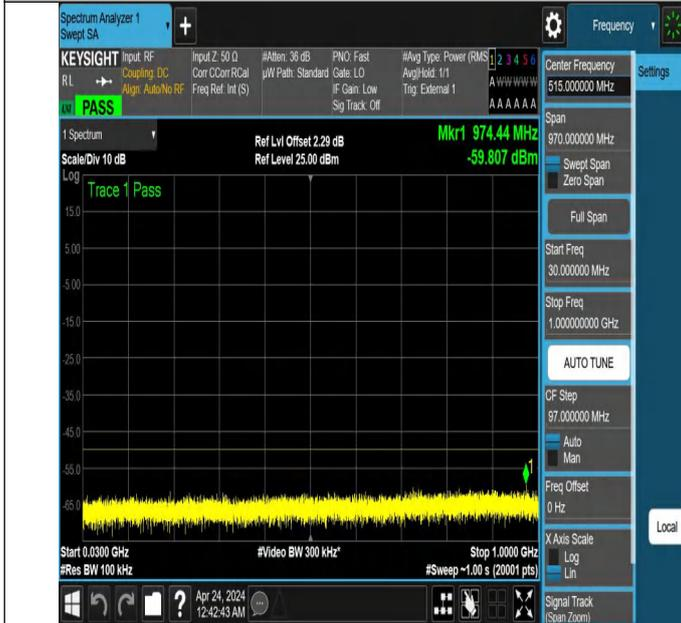 Spectrum Analyzer 1
Swept SA
+
Frequency
KEYSIGHT
RL
PASS
Input: RF
Coupling: DC
Align: Auto/No RF
Input Z: 50 Ω
Corr CCorr RCal
Freq Ref: Int (S)
#Atten: 36 dB
µW Path: Standard
PNO: Fast
Gate: LO
IF Gain: Low
Sig Track: Off
#Avg Type: Power (RMS
Avg|Hold: 1/1
Trig: External 1
1 2 3 4 5 6
A W W W W W
A A A A A A
1 Spectrum
Scale/Div 10 dB
Ref Lvl Offset 2.29 dB
Ref Level 25.00 dBm
Mkr1 974.44 MHz
-59.807 dBm
Log
Trace 1 Pass
15.0
5.00
-5.00
-15.0
-25.0
-35.0
-45.0
-55.0
-65.0
1
Start 0.0300 GHz
#Res BW 100 kHz
#Video BW 300 kHz*
Stop 1.0000 GHz
#Sweep ~1.00 s (20001 pts)
Center Frequency
515.000000 MHz
Settings
Span
970.000000 MHz
Swept Span
Zero Span
Full Span
Start Freq
30.000000 MHz
Stop Freq
1.000000000 GHz
AUTO TUNE
CF Step
97.000000 MHz
Auto
Man
Freq Offset
0 Hz
X Axis Scale
Log
Lin
Local
Signal Track
(Span Zoom)
?
Apr 24, 2024
12:42:43 AM